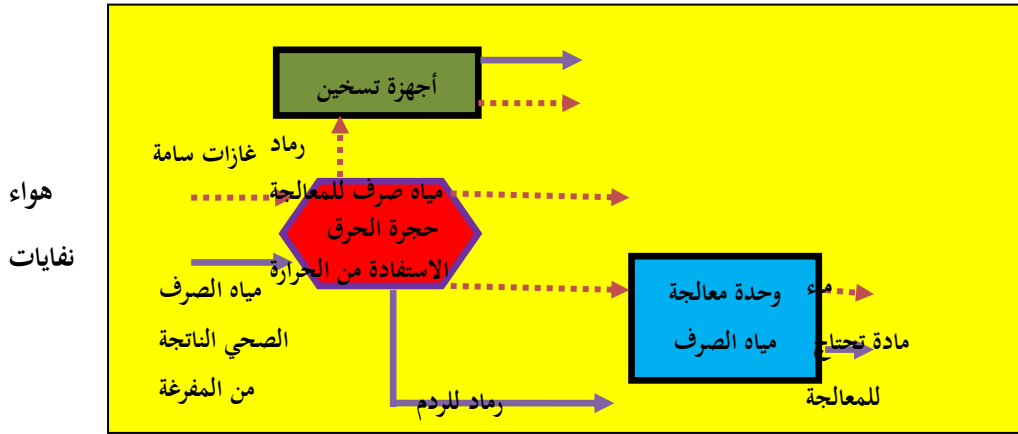 أجهزة تسخين
رماد
غازات سامة
هواء
مياه صرف للمعالجة
حجرة الحرق
الاستفادة من الحرارة
نفايات
مياه الصرف
الصحي الناتجة
من المفرغة
وحدة معالجة
مياه الصرف
ماء
مادة تحتاج
للمعالجة
رماد للردم